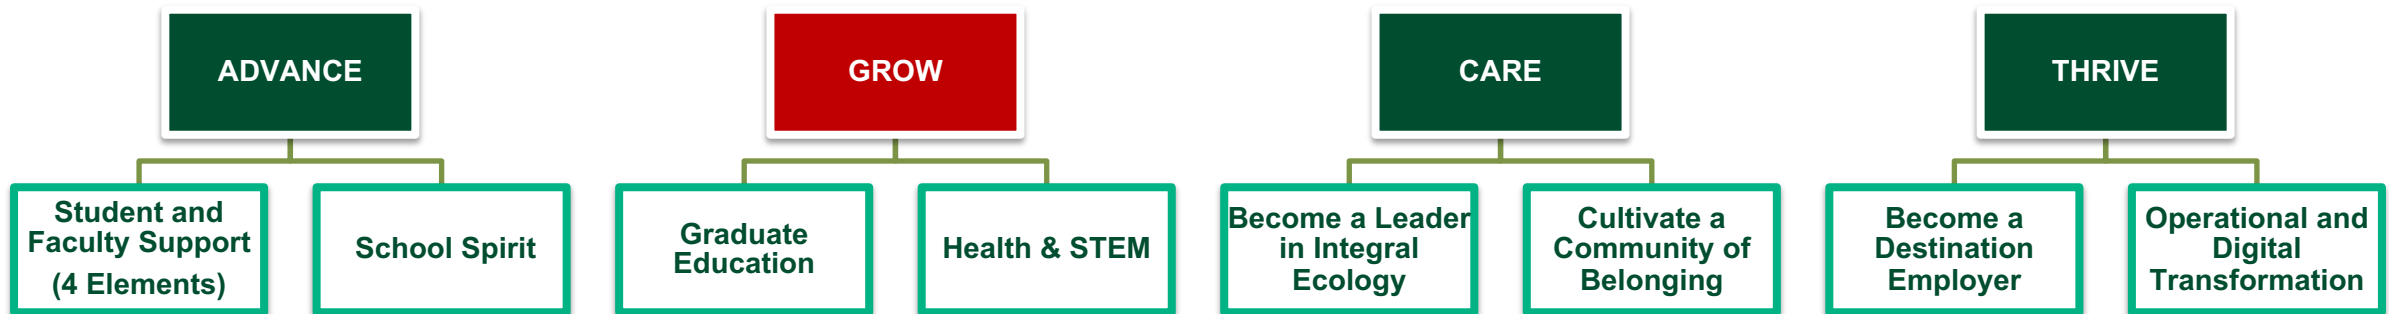 ADVANCE
GROW
CARE
THRIVE
Student and
Faculty Support
(4 Elements)
School Spirit
Graduate
Education
Health & STEM
Become a Leader
in Integral
Ecology
Cultivate a
Community of
Belonging
Become a
Destination
Employer
Operational and
Digital
Transformation